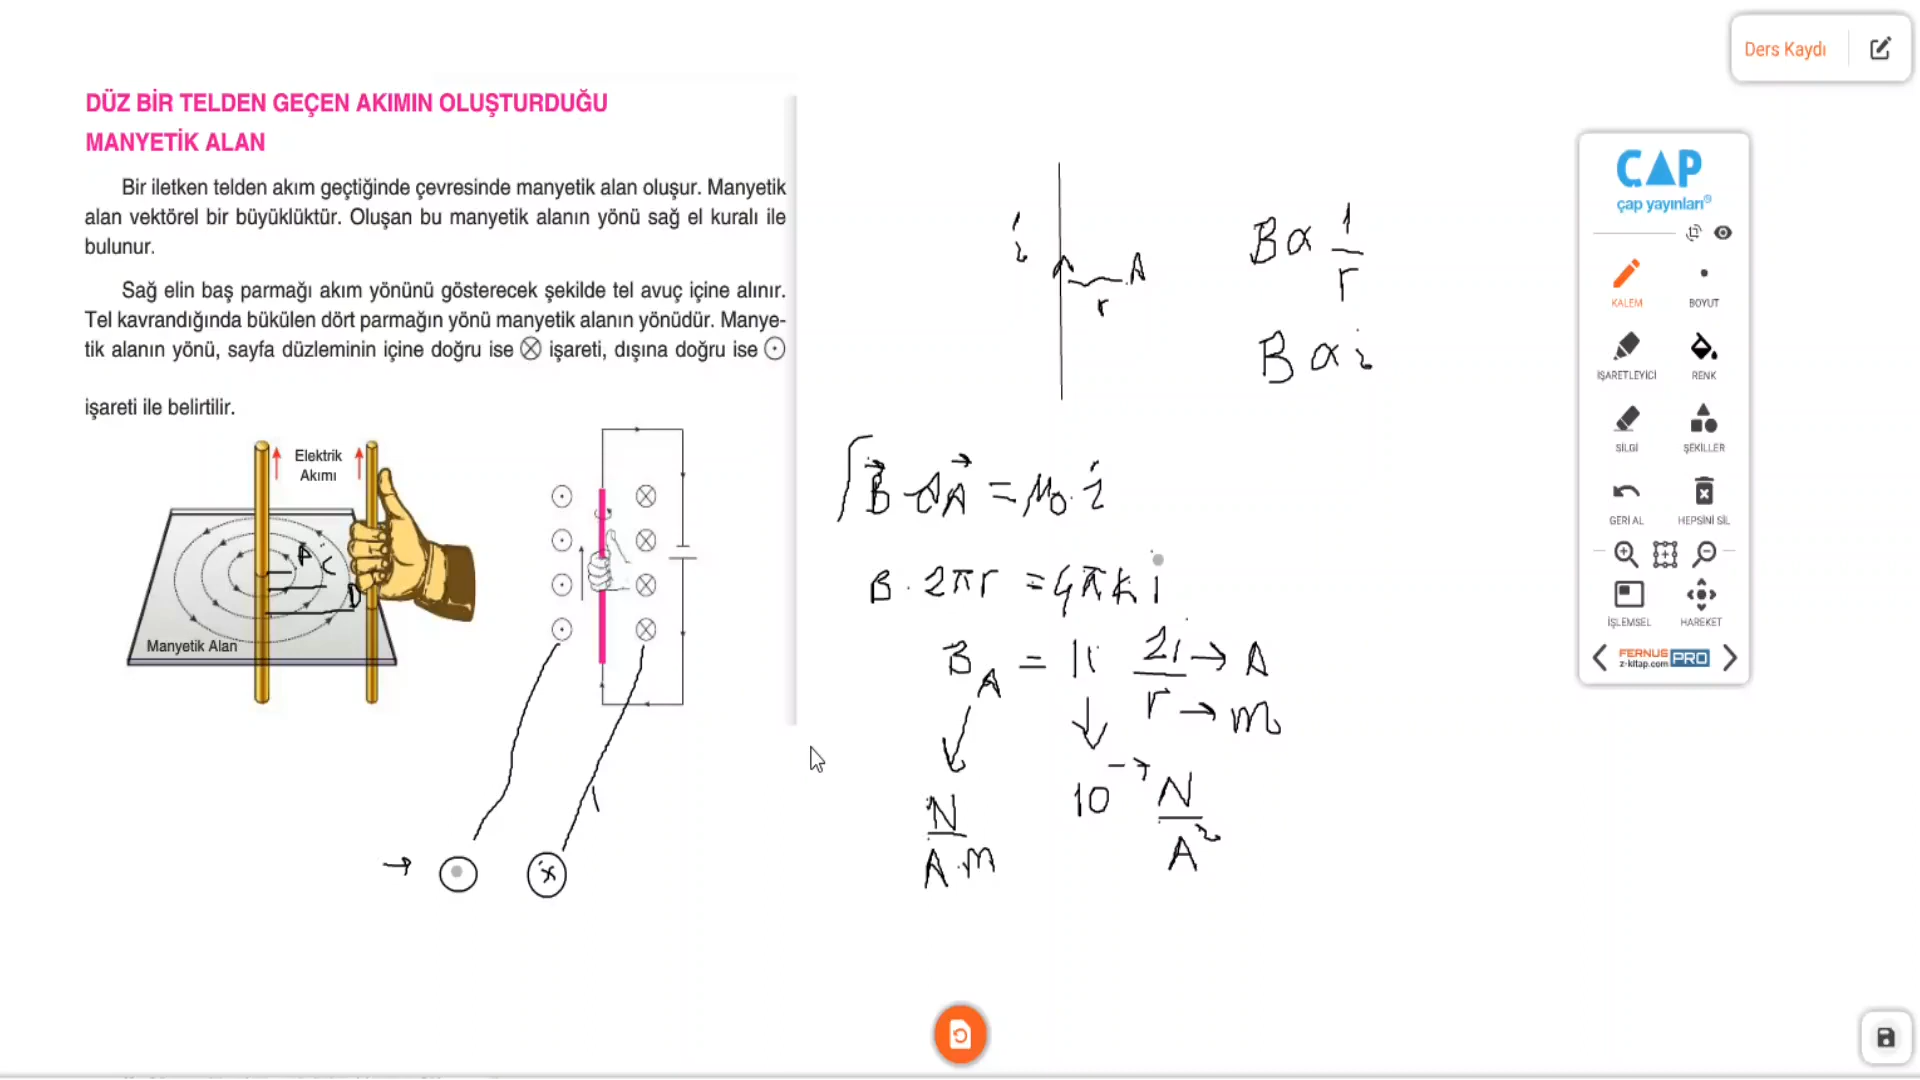 Ders Kaydı
DÜZ BİR TELDEN GEÇEN AKIMIN OLUŞTURDUĞU
MANYETİK ALAN
Bir iletken telden akım geçtiğinde çevresinde manyetik alan oluşur. Manyetik
alan vektörel bir büyüklüktür. Oluşan bu manyetik alanın yönü sağ el kuralı ile
bulunur.
Sağ elin baş parmağı akım yönünü gösterecek şekilde tel avuç içine alınır.
Tel kavrandığında bükülen dört parmağın yönü manyetik alanın yönüdür. Manye-
tik alanın yönü, sayfa düzleminin içine doğru ise ⊗ işareti, dışına doğru ise ⊙
işareti ile belirtilir.
Elektrik
Akımı
Manyetik Alan
i
A
r
B α 1/r
B α i
∫B→ · dA→ = μ₀ · i
B · 2πr = 4πk i
B_A = k 2i/r → A
→ m
N/A·m
10⁻⁷ N/A²
ÇAP
çap yayınları
KALEM
BOYUT
İŞARETLEYİCİ
RENK
SİLGİ
ŞEKİLLER
GERİ AL
HEPSİNİ SİL
İŞLEMSEL
HAREKET
FERNUS
z-kitap.com PRO